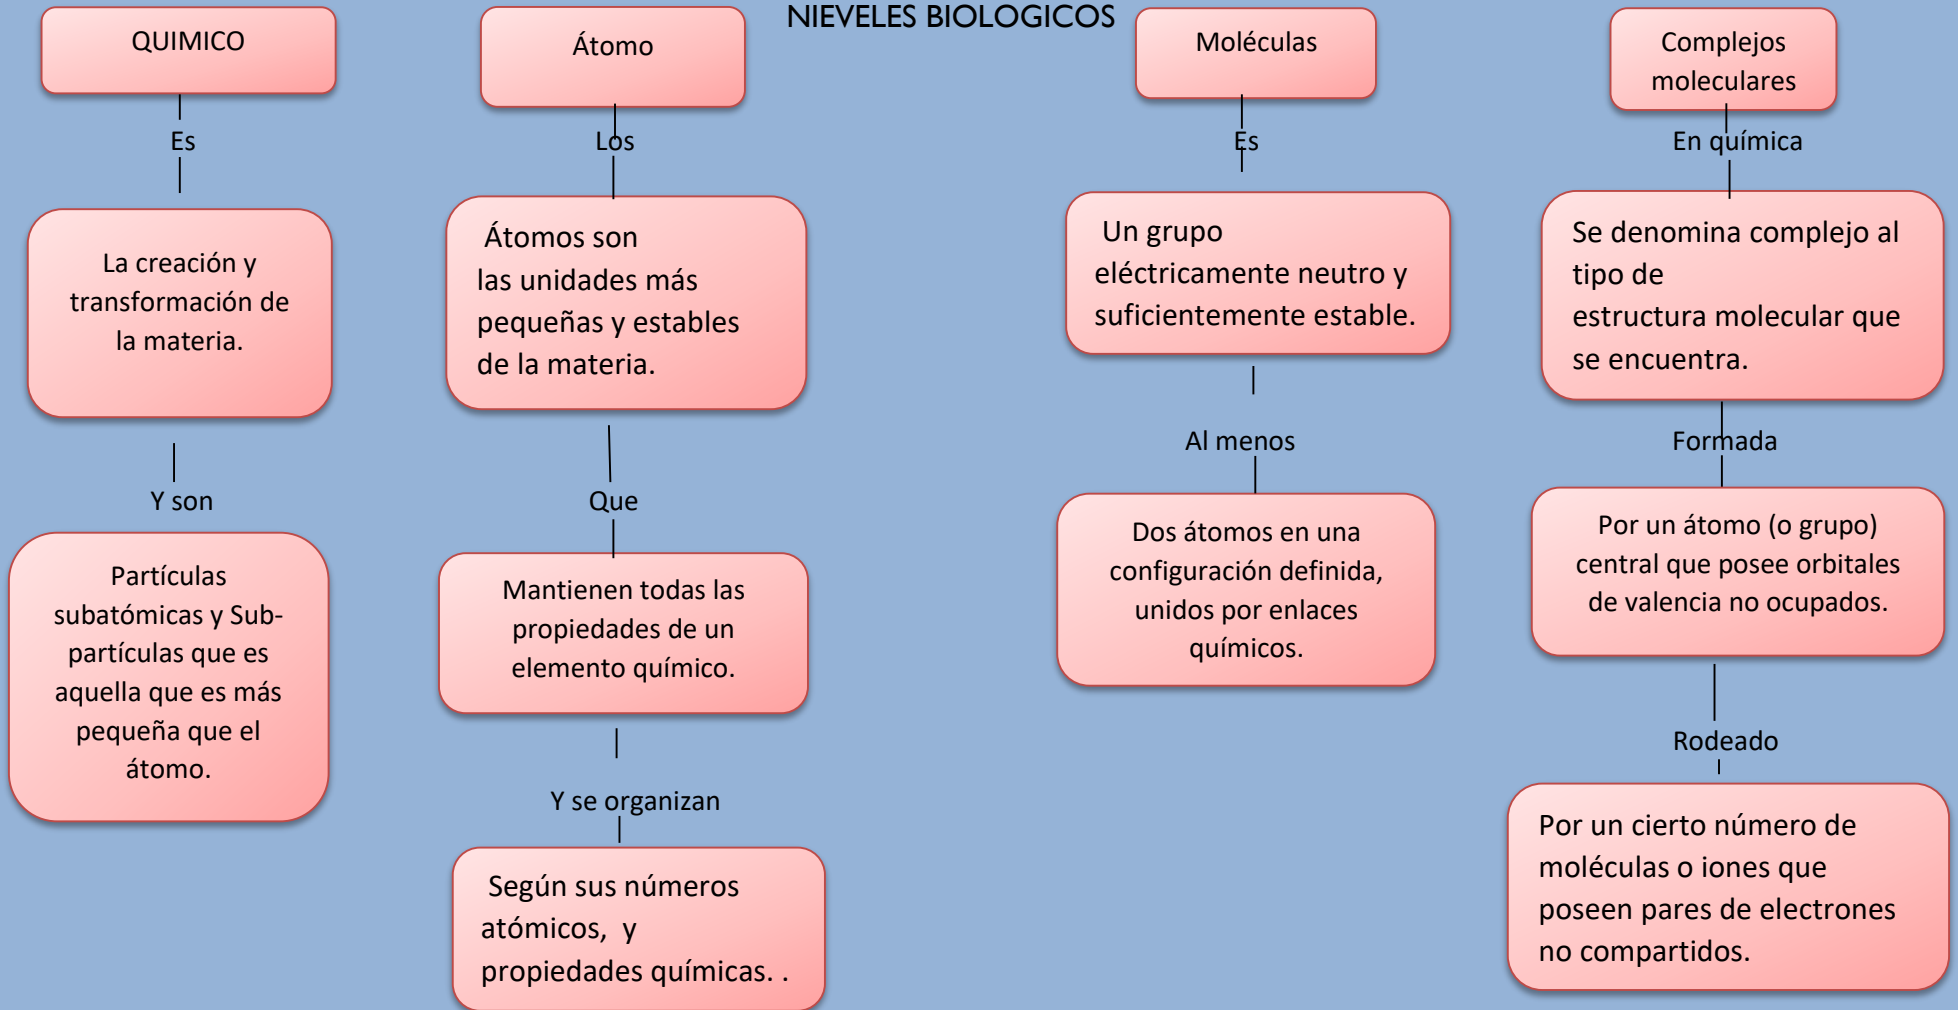 NIEVELES BIOLOGICOS
QUIMICO
Es
La creación y
transformación de
la materia.
Y son
Partículas
subatómicas y Sub-
partículas que es
aquella que es más
pequeña que el
átomo.
Átomo
Los
Átomos son
las unidades más
pequeñas y estables
de la materia.
Que
Mantienen todas las
propiedades de un
elemento químico.
Y se organizan
Según sus números
atómicos, y
propiedades químicas. .
Moléculas
Es
Un grupo
eléctricamente neutro y
suficientemente estable.
Al menos
Dos átomos en una
configuración definida,
unidos por enlaces
químicos.
Complejos
moleculares
En química
Se denomina complejo al
tipo de
estructura molecular que
se encuentra.
Formada
Por un átomo (o grupo)
central que posee orbitales
de valencia no ocupados.
Rodeado
Por un cierto número de
moléculas o iones que
poseen pares de electrones
no compartidos.